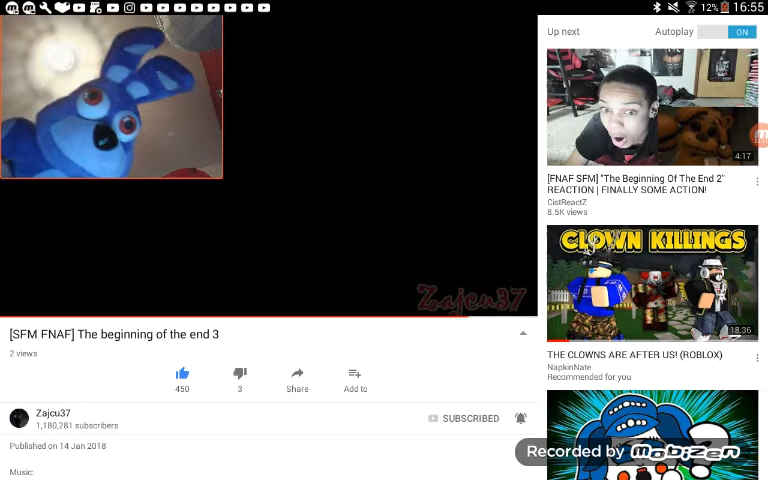 12% 16:55
Up next
Autoplay ON
4.17
[FNAF SFM] "The Beginning Of The End 2"
REACTION | FINALLY SOME ACTION!
CistReactZ
8.5K views
CLOWN KILLINGS
18.36
THE CLOWNS ARE AFTER US! (ROBLOX)
NapkinNate
Recommended for you
Zajcu37
[SFM FNAF] The beginning of the end 3
2 views
450
3
Share
Add to
Zajcu37
1,180,281 subscribers
SUBSCRIBED
Published on 14 Jan 2018
Music:
Recorded by Mobizen